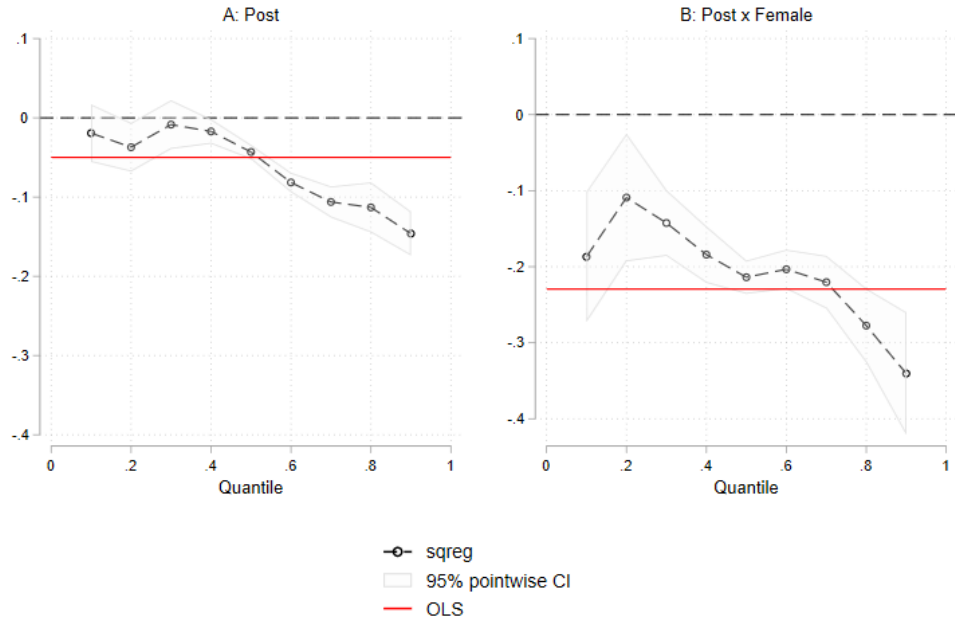 A: Post
.1
0
-.1
-.2
-.3
-.4
0 .2 .4 .6 .8 1
Quantile
B: Post x Female
.1
0
-.1
-.2
-.3
-.4
0 .2 .4 .6 .8 1
Quantile
sqreg
95% pointwise CI
OLS